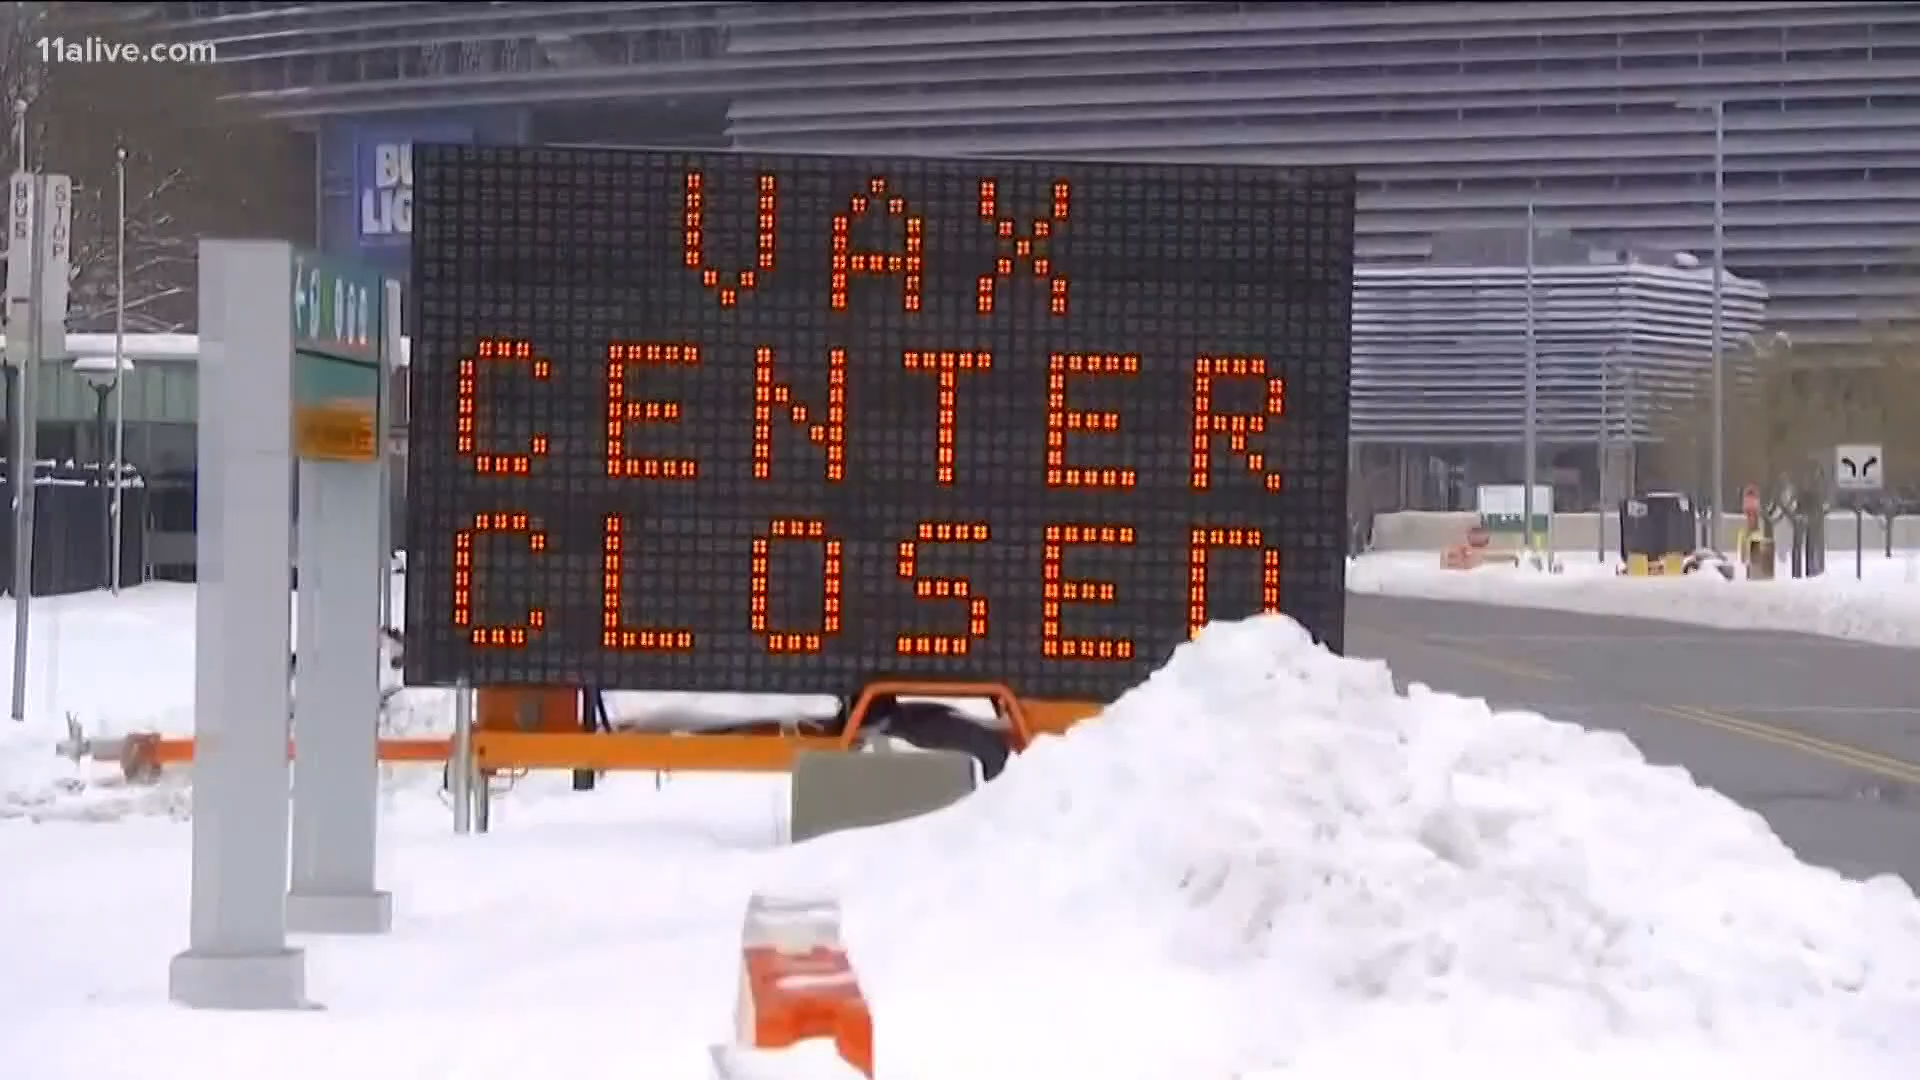 11alive.com
VAX
CENTER
CLOSED
BUS
STOP